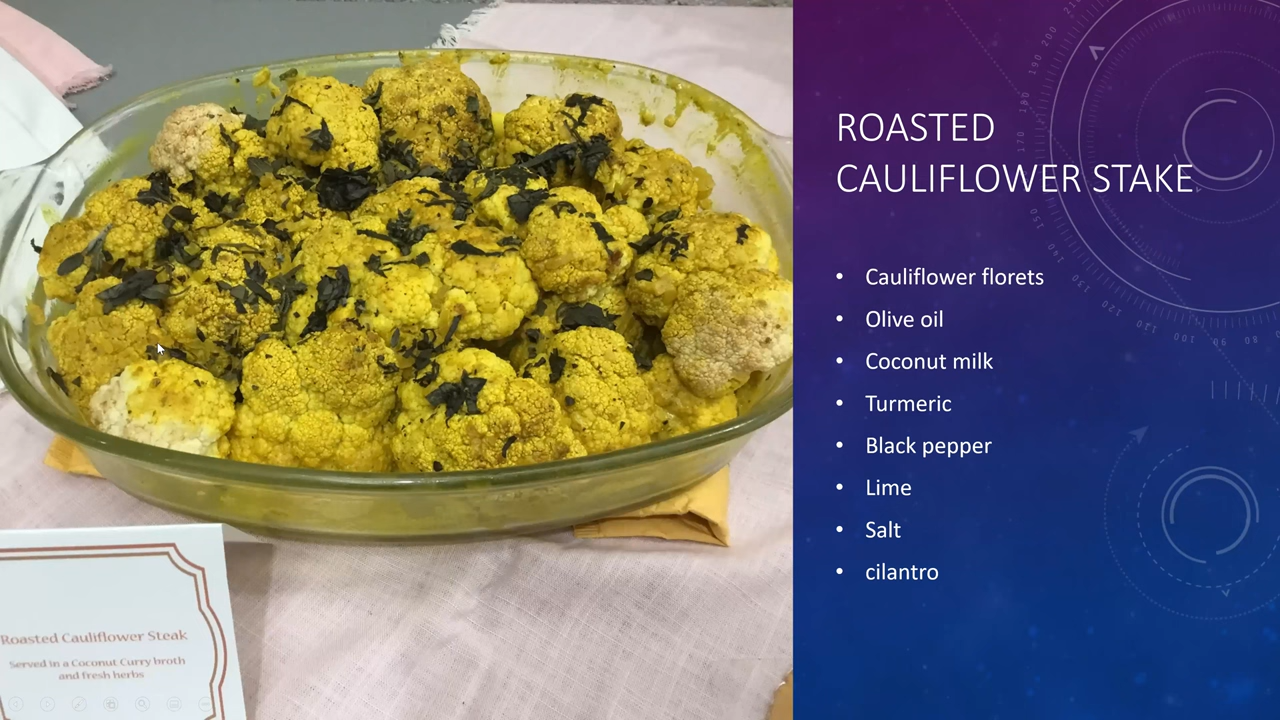 ROASTED
CAULIFLOWER STAKE
• Cauliflower florets
• Olive oil
• Coconut milk
• Turmeric
• Black pepper
• Lime
• Salt
• cilantro
Roasted Cauliflower Steak
Served in a Coconut Curry broth
and fresh herbs